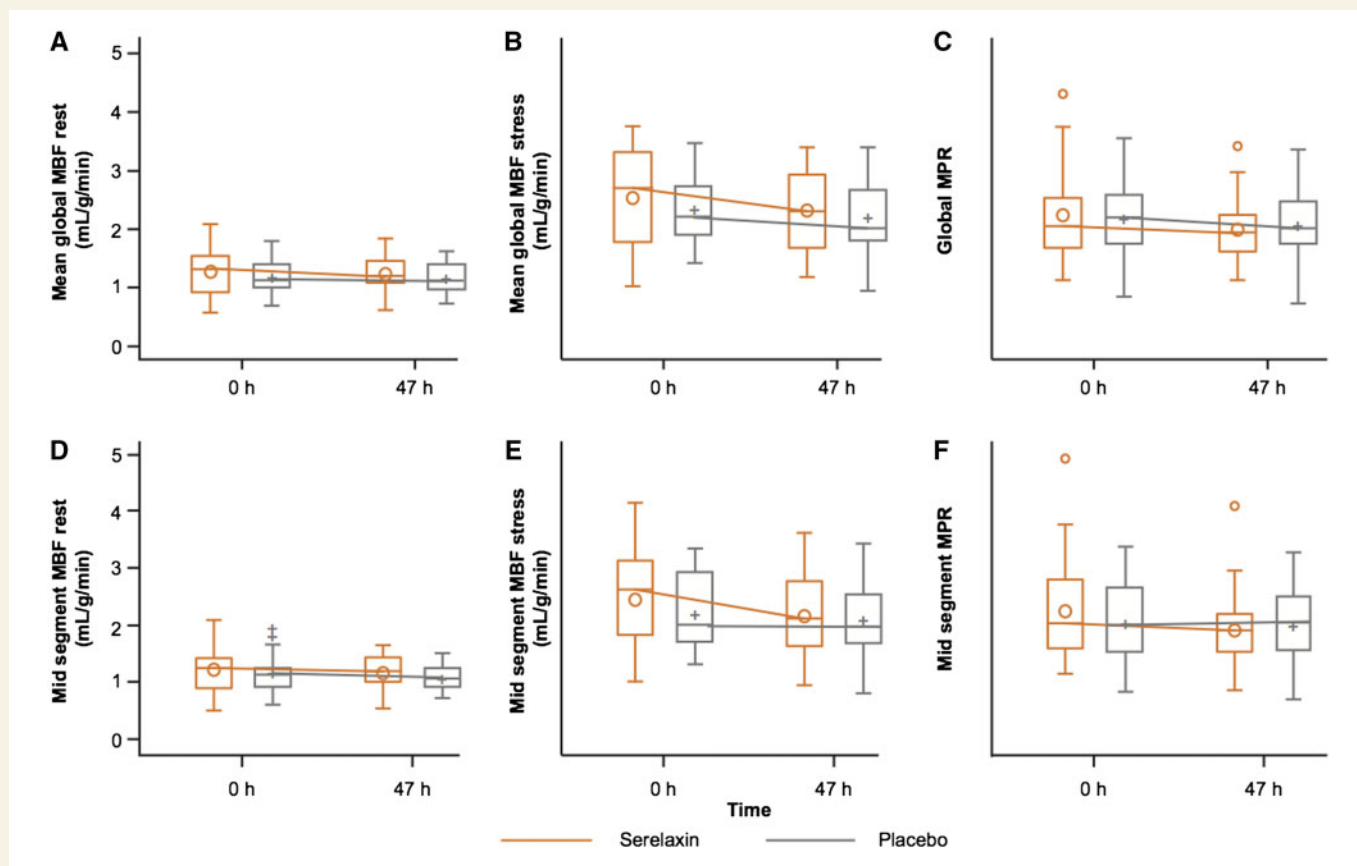 A
Mean global MBF rest
(mL/g/min)
5
4
3
2
1
0
0 h
47 h
B
Mean global MBF stress
(mL/g/min)
0 h
47 h
C
Global MPR
0 h
47 h
D
Mid segment MBF rest
(mL/g/min)
5
4
3
2
1
0
0 h
47 h
E
Mid segment MBF stress
(mL/g/min)
0 h
47 h
F
Mid segment MPR
0 h
47 h
Time
Serelaxin
Placebo